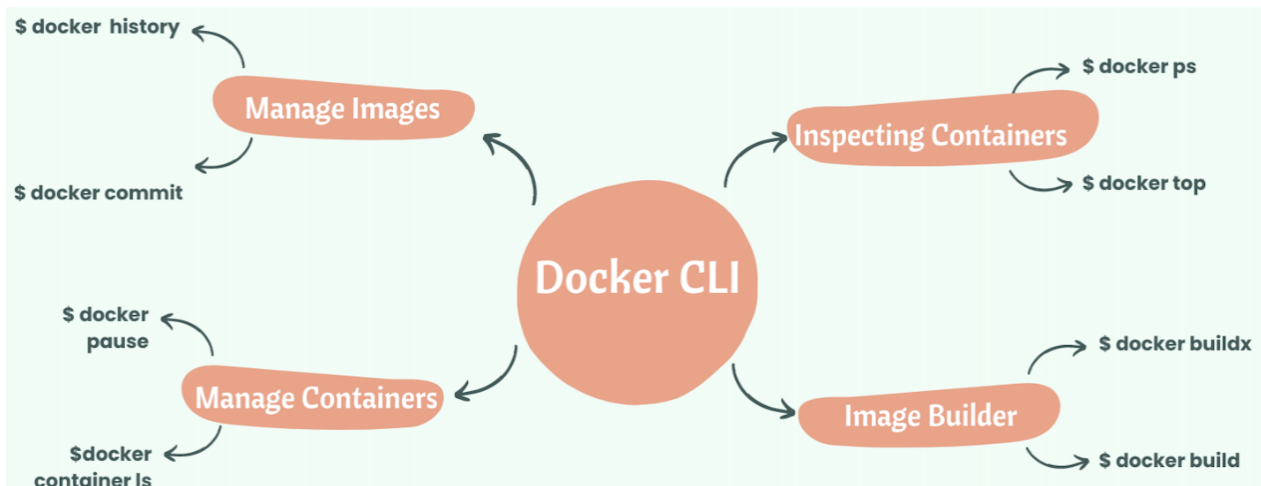 $ docker history
Manage Images
$ docker commit
$ docker ps
Inspecting Containers
$ docker top
Docker CLI
$ docker
pause
Manage Containers
$docker
container ls
$ docker buildx
Image Builder
$ docker build